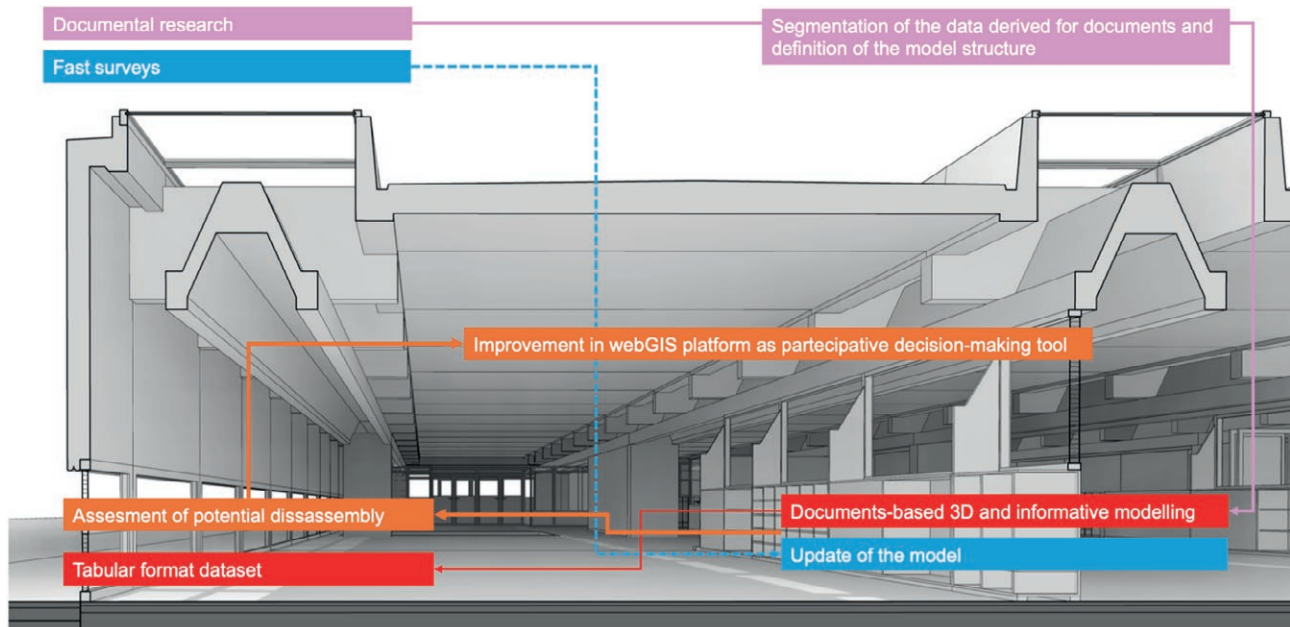 Documental research
Segmentation of the data derived for documents and
definition of the model structure
Fast surveys
Improvement in webGIS platform as partecipative decision-making tool
Assesment of potential dissassembly
Documents-based 3D and informative modelling
Tabular format dataset
Update of the model